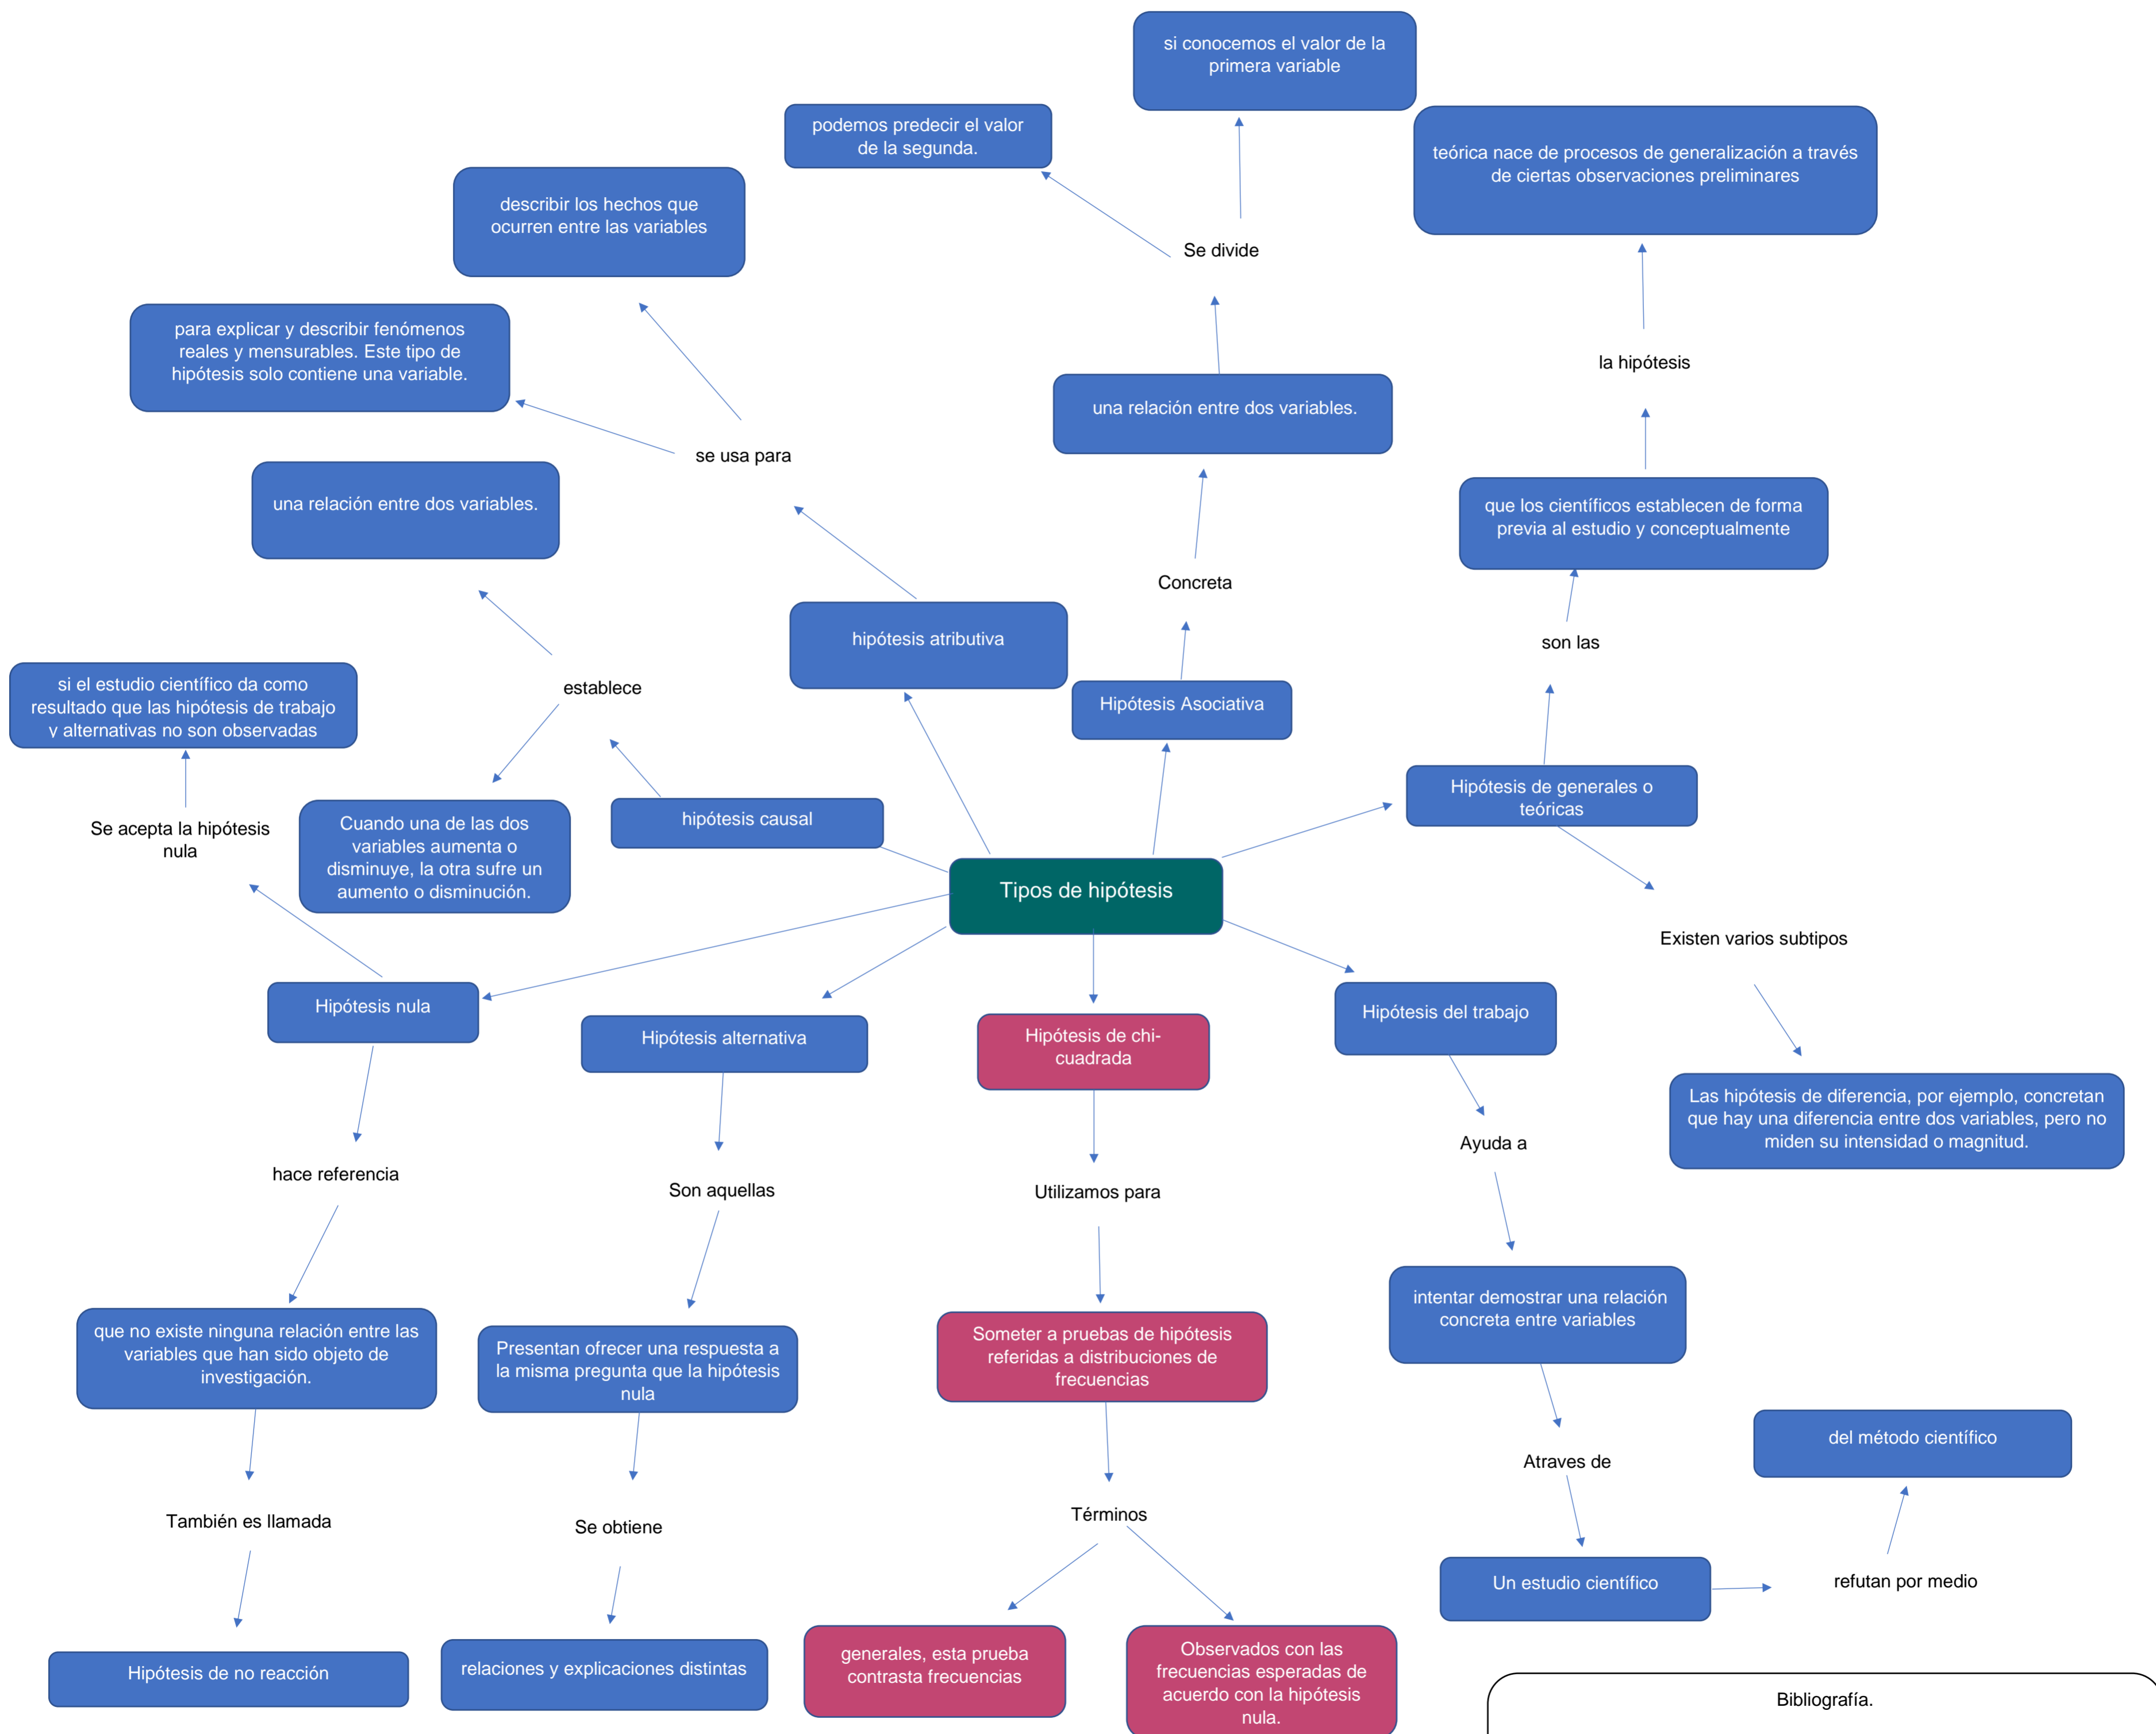 si conocemos el valor de la
primera variable
podemos predecir el valor
de la segunda.
teórica nace de procesos de generalización a través
de ciertas observaciones preliminares
describir los hechos que
ocurren entre las variables
Se divide
para explicar y describir fenómenos
reales y mensurables. Este tipo de
hipótesis solo contiene una variable.
la hipótesis
una relación entre dos variables.
se usa para
una relación entre dos variables.
que los científicos establecen de forma
previa al estudio y conceptualmente
Concreta
hipótesis atributiva
son las
si el estudio científico da como
resultado que las hipótesis de trabajo
y alternativas no son observadas
establece
Hipótesis Asociativa
Hipótesis de generales o
teóricas
Se acepta la hipótesis
nula
Cuando una de las dos
variables aumenta o
disminuye, la otra sufre un
aumento o disminución.
hipótesis causal
Tipos de hipótesis
Existen varios subtipos
Hipótesis nula
Hipótesis alternativa
Hipótesis de chi-
cuadrada
Hipótesis del trabajo
Las hipótesis de diferencia, por ejemplo, concretan
que hay una diferencia entre dos variables, pero no
miden su intensidad o magnitud.
Ayuda a
hace referencia
Son aquellas
Utilizamos para
intentar demostrar una relación
concreta entre variables
que no existe ninguna relación entre las
variables que han sido objeto de
investigación.
Presentan ofrecer una respuesta a
la misma pregunta que la hipótesis
nula
Someter a pruebas de hipótesis
referidas a distribuciones de
frecuencias
del método científico
Atraves de
También es llamada
Se obtiene
Términos
Un estudio científico
refutan por medio
Hipótesis de no reacción
relaciones y explicaciones distintas
generales, esta prueba
contrasta frecuencias
Observados con las
frecuencias esperadas de
acuerdo con la hipótesis
nula.
Bibliografía.